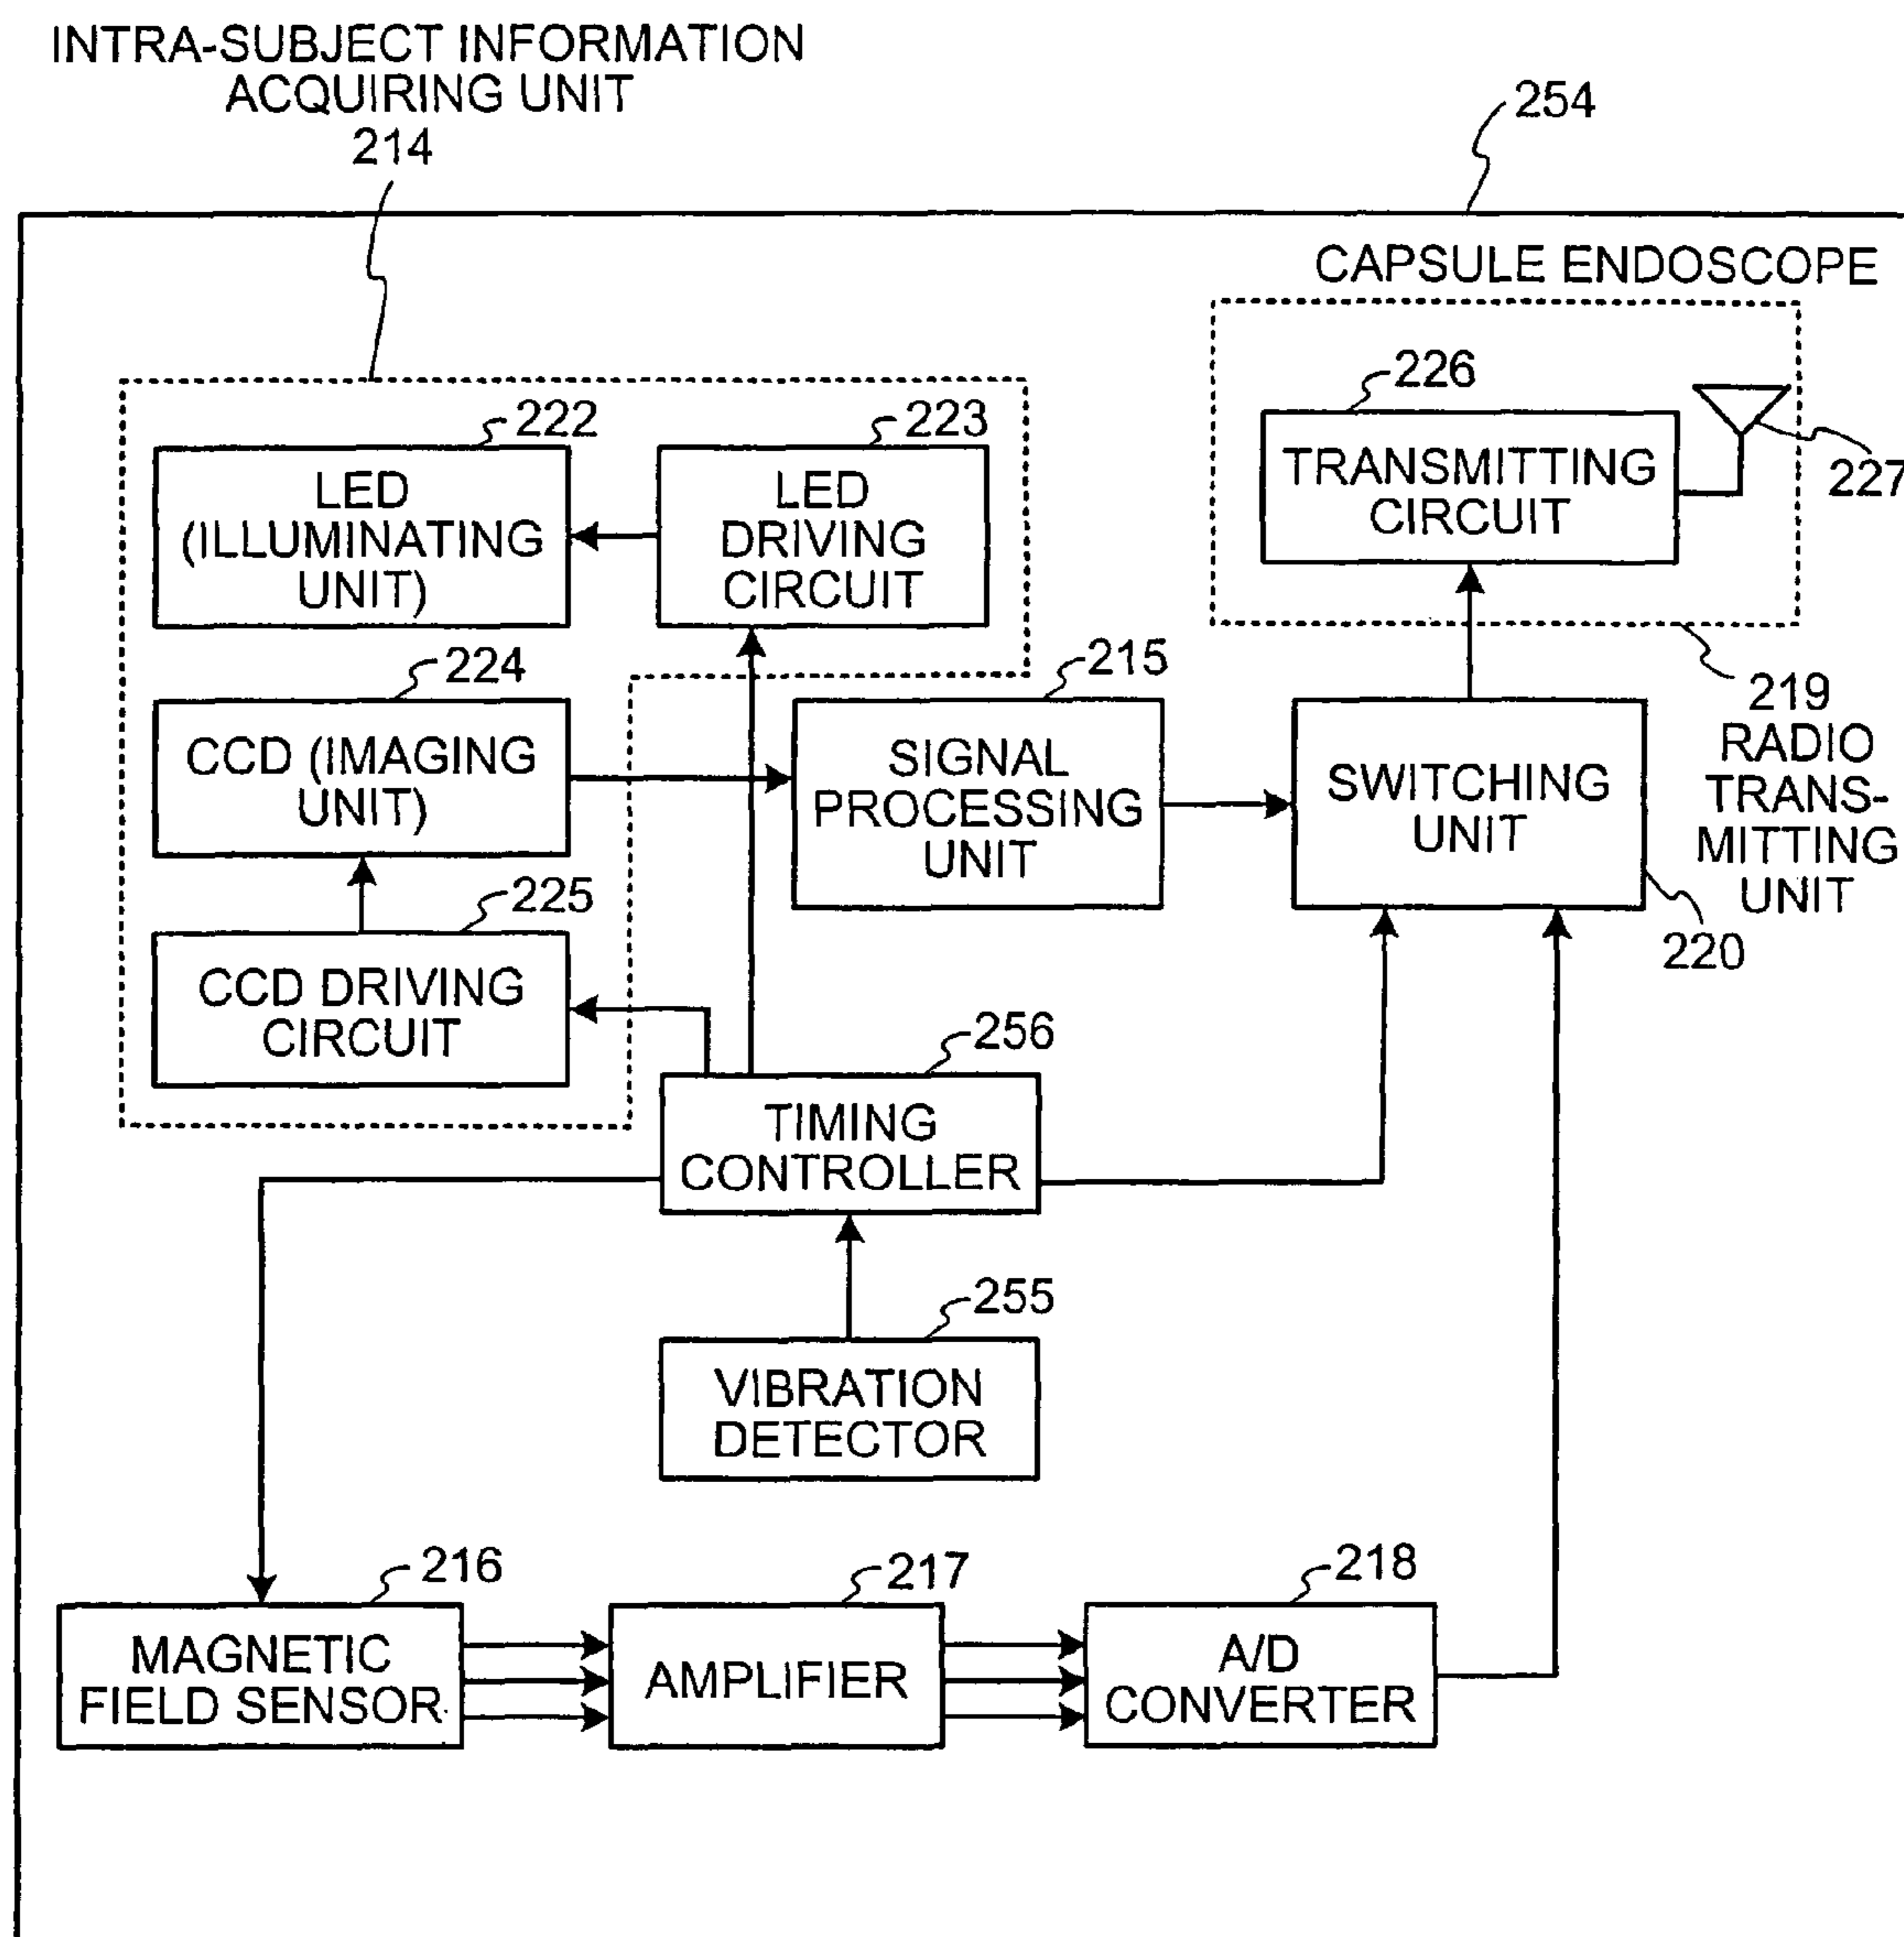 INTRA-SUBJECT INFORMATION
ACQUIRING UNIT
214
254
CAPSULE ENDOSCOPE
222
LED
(ILLUMINATING
UNIT)
223
LED
DRIVING
CIRCUIT
226
TRANSMITTING
CIRCUIT
227
224
CCD (IMAGING
UNIT)
215
SIGNAL
PROCESSING
UNIT
SWITCHING
UNIT
220
219
RADIO
TRANS-
MITTING
UNIT
225
CCD DRIVING
CIRCUIT
256
TIMING
CONTROLLER
255
VIBRATION
DETECTOR
216
MAGNETIC
FIELD SENSOR
217
AMPLIFIER
218
A/D
CONVERTER